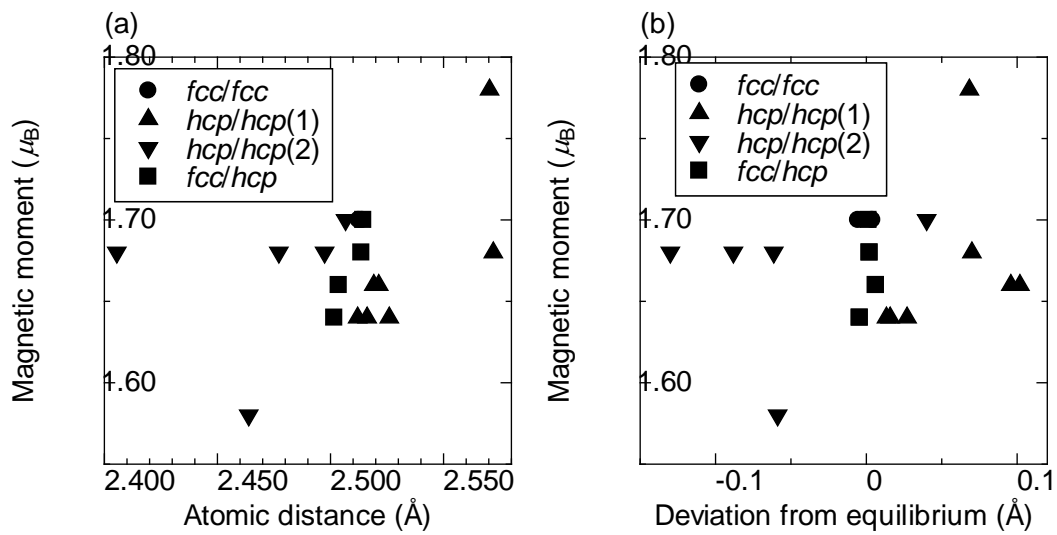 (a)
1.80
1.70
1.60
Magnetic moment (μB)
fcc/fcc
hcp/hcp(1)
hcp/hcp(2)
fcc/hcp
2.400 2.450 2.500 2.550
Atomic distance (Å)
(b)
1.80
1.70
1.60
Magnetic moment (μB)
fcc/fcc
hcp/hcp(1)
hcp/hcp(2)
fcc/hcp
-0.1 0 0.1
Deviation from equilibrium (Å)